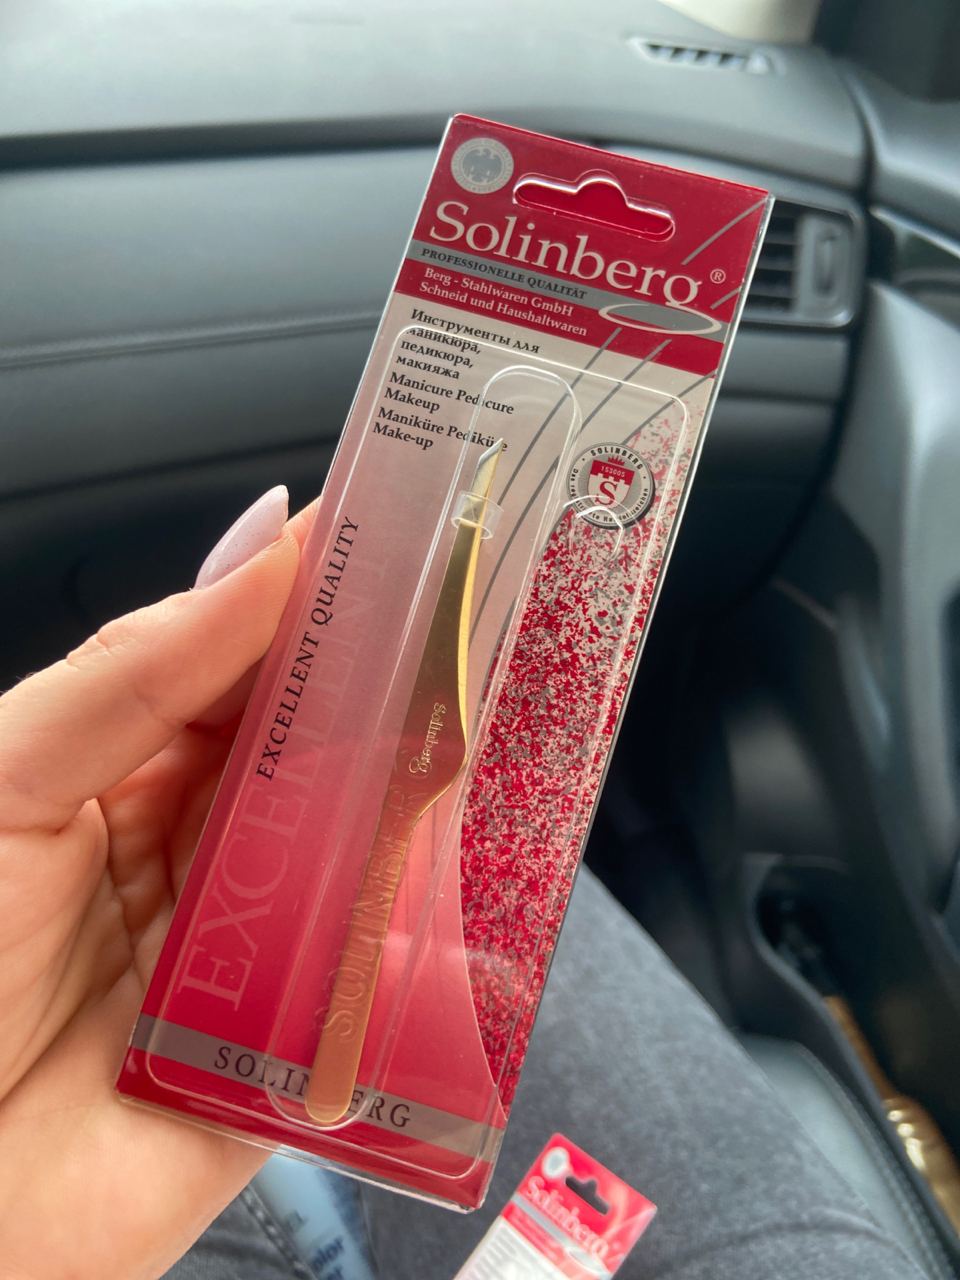 Solinberg®
PROFESSIONELLE QUALITÄT
Berg - Stahlwaren GmbH
Schneid und Haushaltwaren
Инструменты для
маникюра,
педикюра,
макияжа
Manicure Pedicure
Makeup
Maniküre Pediküre
Make-up
SOLINBERG
153005
S
EXCELLENT QUALITY
EXCELLENT
Solinberg
SOLINBERG
Solinberg